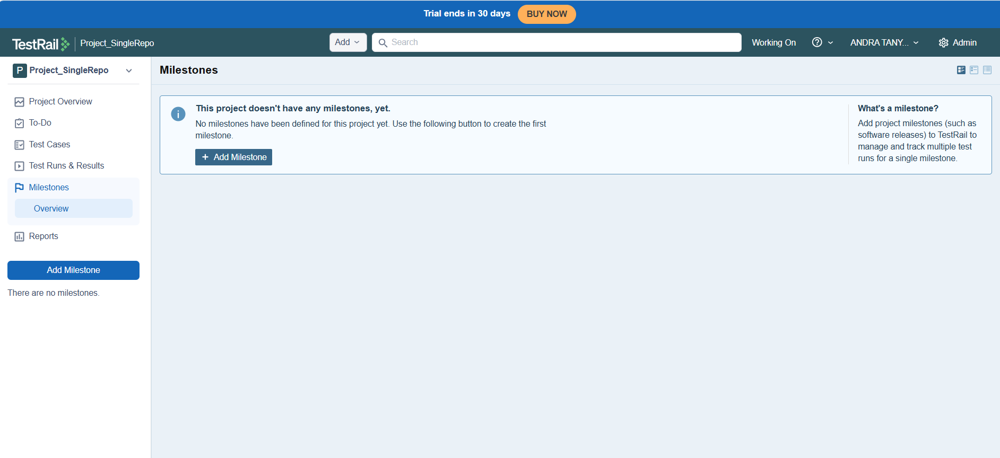 Trial ends in 30 days BUY NOW
TestRail Project_SingleRepo Add Search Working On ANDRA TANY... Admin
P Project_SingleRepo
Project Overview
To-Do
Test Cases
Test Runs & Results
Milestones
Overview
Reports
Add Milestone
There are no milestones.
Milestones
This project doesn't have any milestones, yet.
No milestones have been defined for this project yet. Use the following button to create the first
milestone.
+ Add Milestone
What's a milestone?
Add project milestones (such as
software releases) to TestRail to
manage and track multiple test
runs for a single milestone.